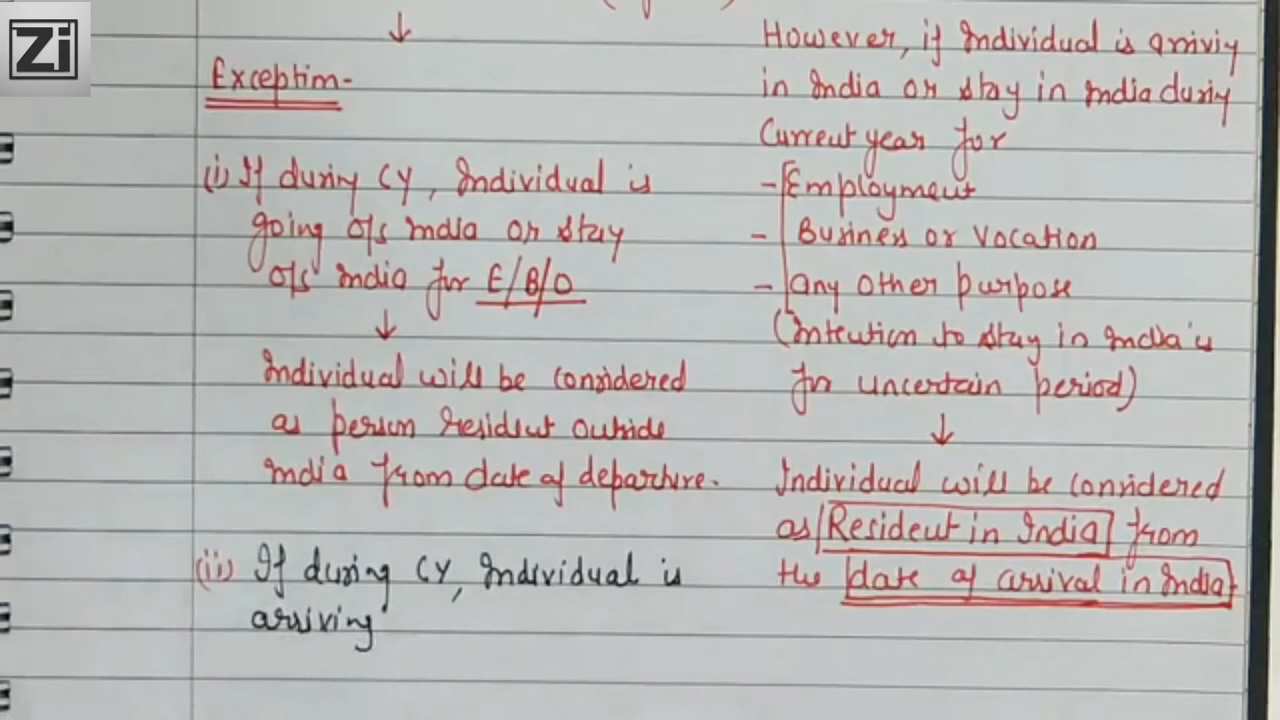 Zi
Exception-
(i) If during CY, Individual is
going o/s India or stay
o/s India for E/B/O
Individual will be considered
as person resident outside
India from date of departure.
(ii) If during CY, Individual is
arriving
However, if Individual is arriving
in India or stay in India during
Current year for
- Employment
- Business or Vocation
- Any other purpose
(Intention to stay in India is
for uncertain period)
Individual will be considered
as Resident in India from
the date of arrival in India